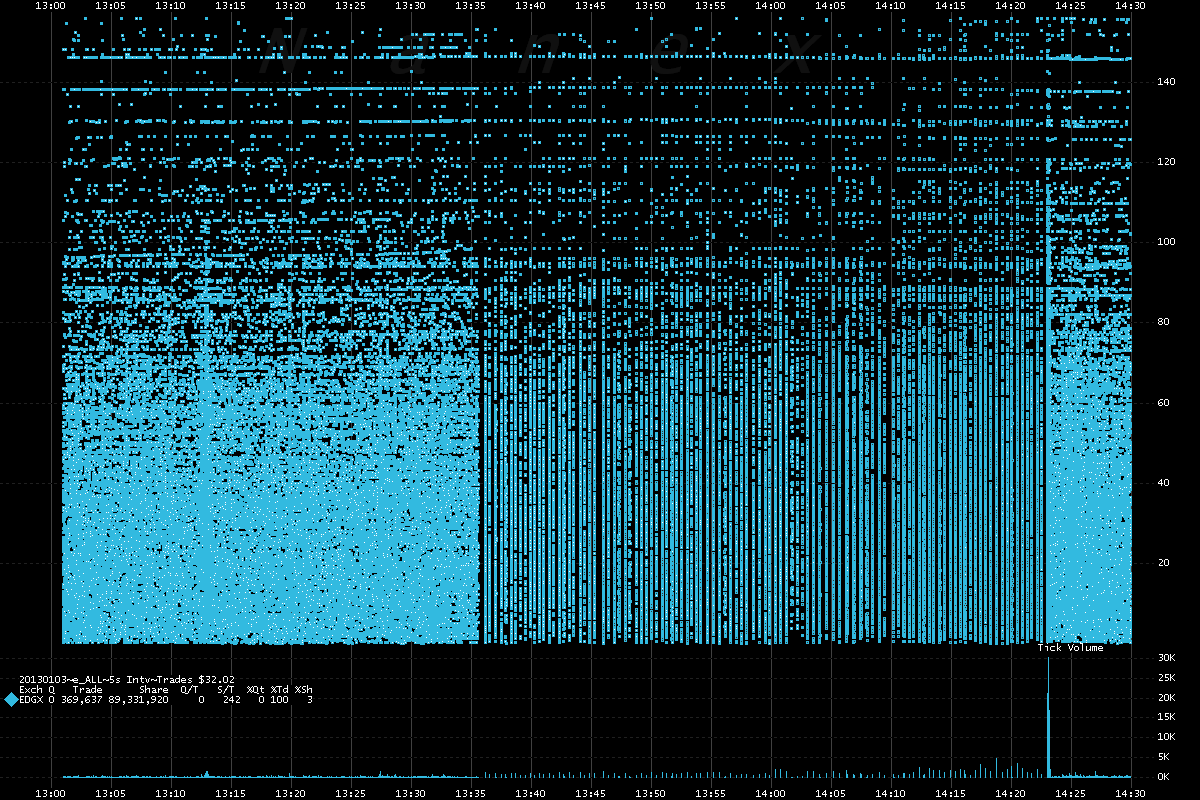 13:00 13:05 13:10 13:15 13:20 13:25 13:30 13:35 13:40 13:45 13:50 13:55 14:00 14:05 14:10 14:15 14:20 14:25 14:30
N a n e x
140
120
100
80
60
40
20
Tick Volume
30K
25K
20K
15K
10K
5K
0K
20130103~e_ALL~5s Intv~Trades $32.02
Exch Q Trade Share Q/T S/T %Qt %Td %Sh
EDGX 0 369,637 89,331,920 0 242 0 100 3
13:00 13:05 13:10 13:15 13:20 13:25 13:30 13:35 13:40 13:45 13:50 13:55 14:00 14:05 14:10 14:15 14:20 14:25 14:30